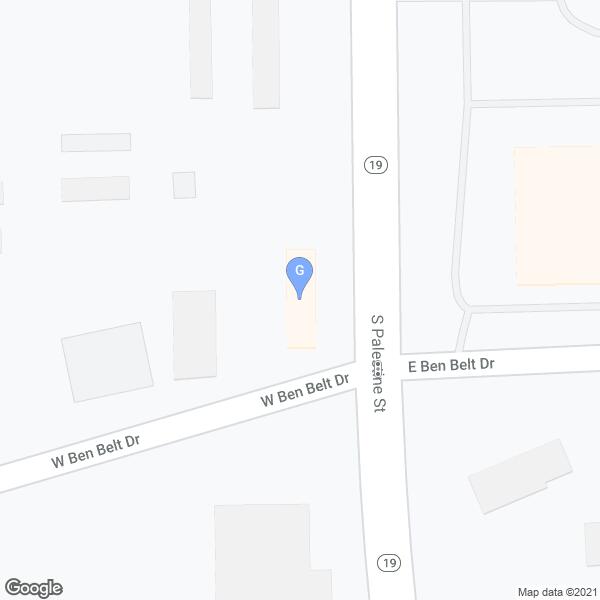 19
G
S Palestine St
E Ben Belt Dr
W Ben Belt Dr
W Ben Belt Dr
19
Google
Map data ©2021